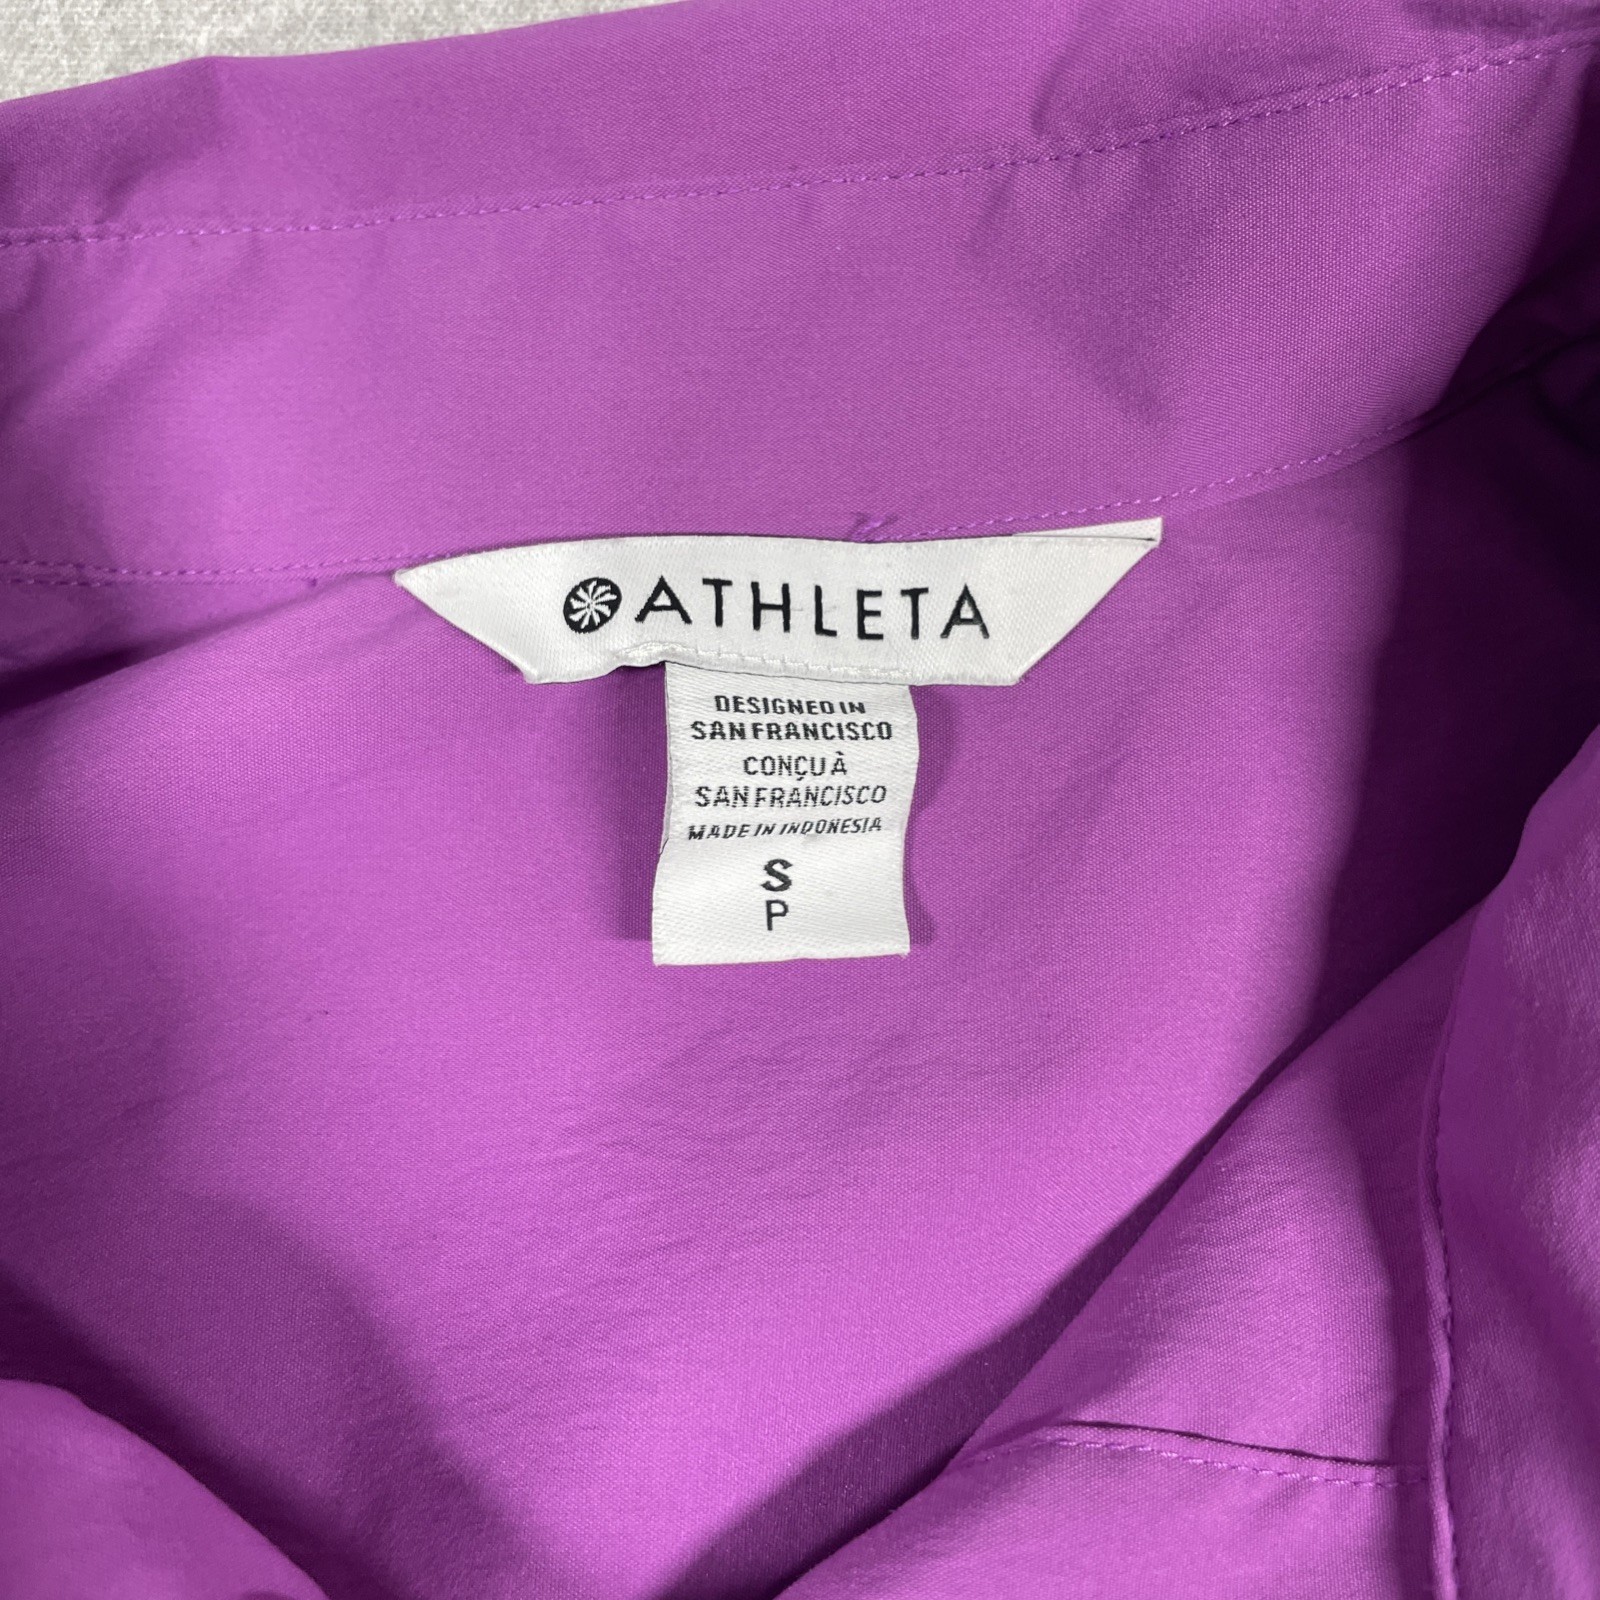 ATHLETA
DESIGNED IN
SAN FRANCISCO
CONÇU À
SAN FRANCISCO
MADE IN INDONESIA
S
P